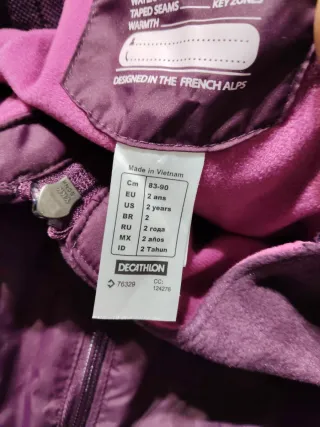 TAPED SEAMS KEY ZONES
WARMTH
DESIGNED IN THE FRENCH ALPS
Made in Vietnam
Cm 83-90
EU 2 ans
US 2 years
BR 2
RU 2 года
MX 2 años
ID 2 Tahun
DECATHLON
76329 CC:
124276